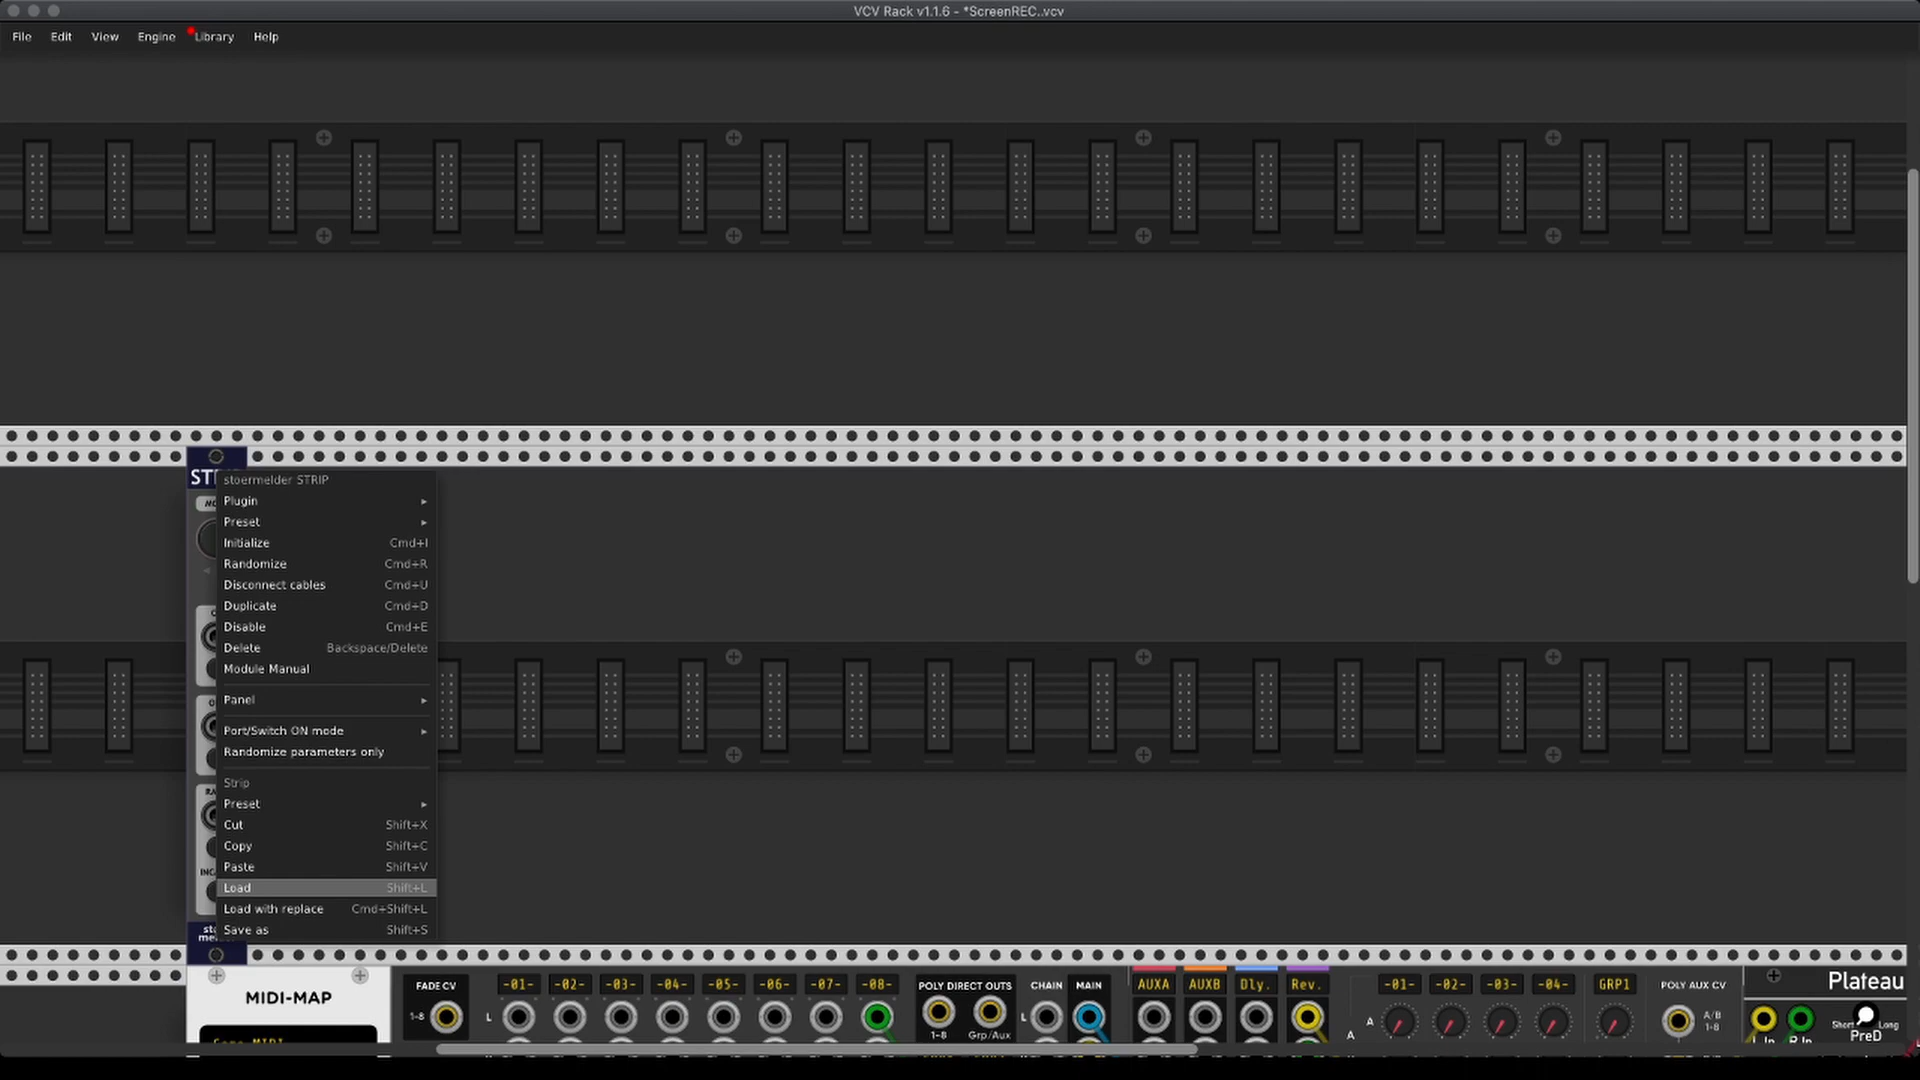 VCV Rack v1.1.6 - *ScreenREC..vcv
File Edit View Engine Library Help
stoermelder STRIP
Plugin
Preset
Initialize Cmd+I
Randomize Cmd+R
Disconnect cables Cmd+U
Duplicate Cmd+D
Disable Cmd+E
Delete Backspace/Delete
Module Manual
Panel
Port/Switch ON mode
Randomize parameters only
Strip
Preset
Cut Shift+X
Copy Shift+C
Paste Shift+V
Load Shift+L
Load with replace Cmd+Shift+L
Save as Shift+S
MIDI-MAP
FADE CV
1-8
L
-01- -02- -03- -04- -05- -06- -07- -08-
POLY DIRECT OUTS
1-8 Grp/Aux
CHAIN MAIN
L
AUXA AUXB Dly. Rev.
A
A
-01- -02- -03- -04- GRP1
POLY AUX CV
A/B
1-8
Plateau
Short Long
PreD